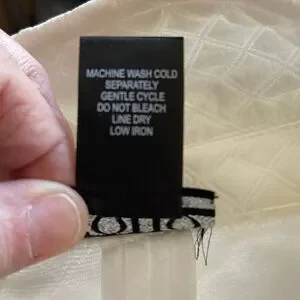 MACHINE WASH COLD
SEPARATELY
GENTLE CYCLE
DO NOT BLEACH
LINE DRY
LOW IRON